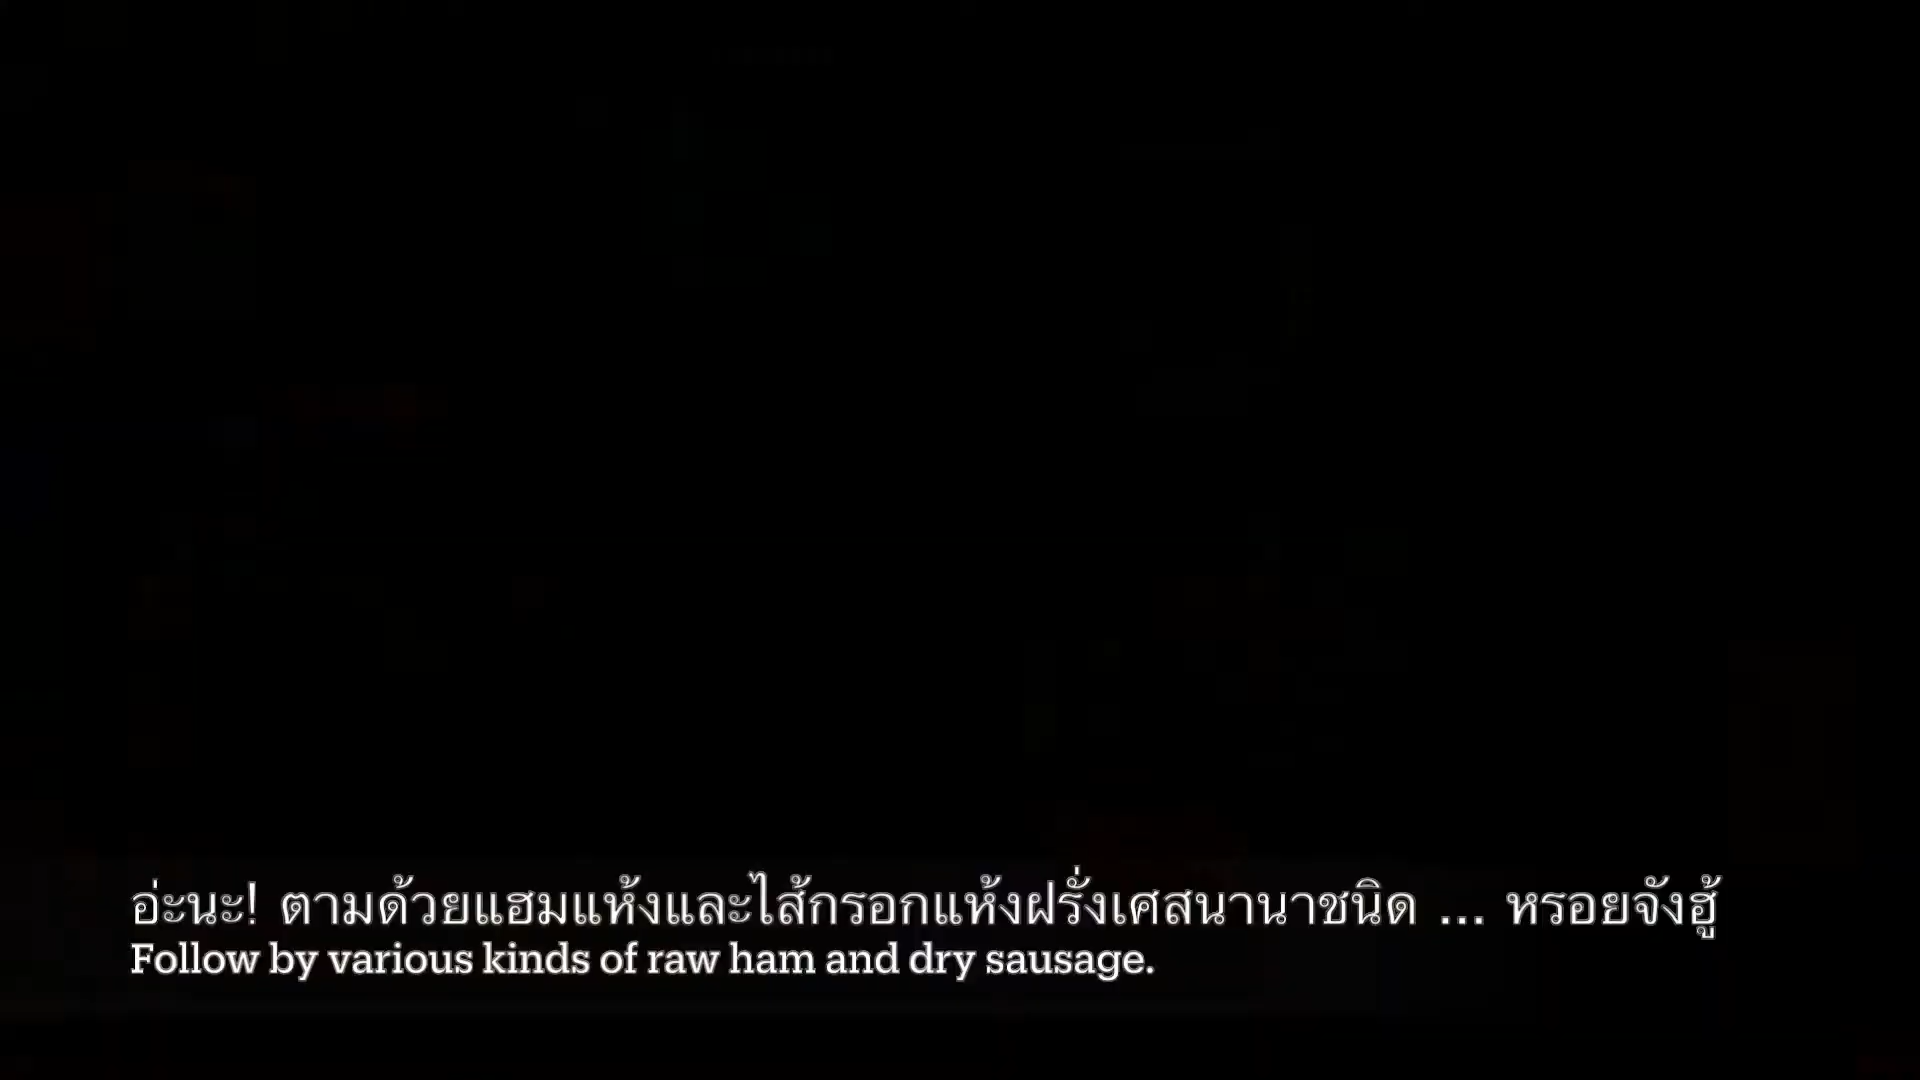 อ่ะนะ! ตามด้วยแฮมแห้งและไส้กรอกแห้งฝรั่งเศสนานาชนิด ... หรอยจังฮู้
Follow by various kinds of raw ham and dry sausage.